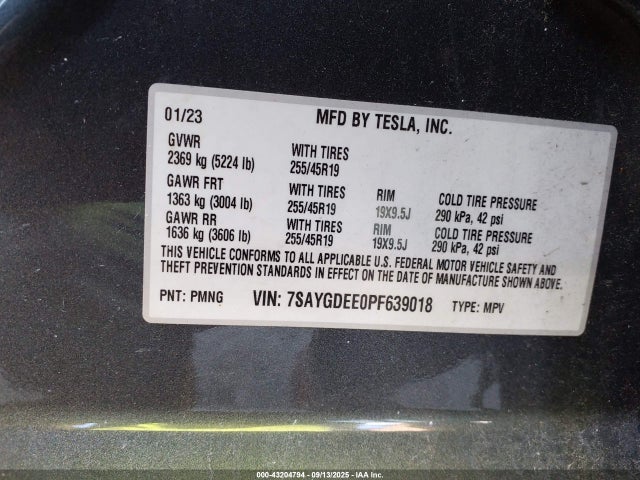 01/23 MFD BY TESLA, INC.
GVWR
2369 kg (5224 lb) WITH TIRES 255/45R19
GAWR FRT
1363 kg (3004 lb) WITH TIRES 255/45R19 RIM 19X9.5J COLD TIRE PRESSURE 290 kPa, 42 psi
GAWR RR
1636 kg (3606 lb) WITH TIRES 255/45R19 RIM 19X9.5J COLD TIRE PRESSURE 290 kPa, 42 psi
THIS VEHICLE CONFORMS TO ALL APPLICABLE U.S. FEDERAL MOTOR VEHICLE SAFETY AND
THEFT PREVENTION STANDARDS IN EFFECT ON THE DATE OF MANUFACTURE SHOWN ABOVE.
PNT: PMNG VIN: 7SAYGDEE0PF639018 TYPE: MPV
000-43204794 - 09/13/2025 - IAA Inc.